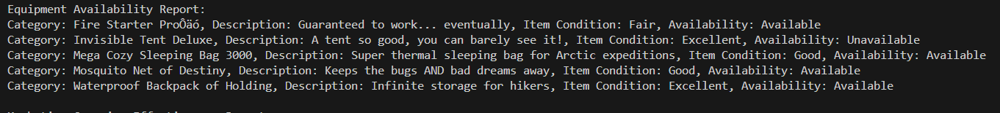 Equipment Availability Report:
Category: Fire Starter ProÔäó, Description: Guaranteed to work... eventually, Item Condition: Fair, Availability: Available
Category: Invisible Tent Deluxe, Description: A tent so good, you can barely see it!, Item Condition: Excellent, Availability: Unavailable
Category: Mega Cozy Sleeping Bag 3000, Description: Super thermal sleeping bag for Arctic expeditions, Item Condition: Good, Availability: Available
Category: Mosquito Net of Destiny, Description: Keeps the bugs AND bad dreams away, Item Condition: Good, Availability: Available
Category: Waterproof Backpack of Holding, Description: Infinite storage for hikers, Item Condition: Excellent, Availability: Available